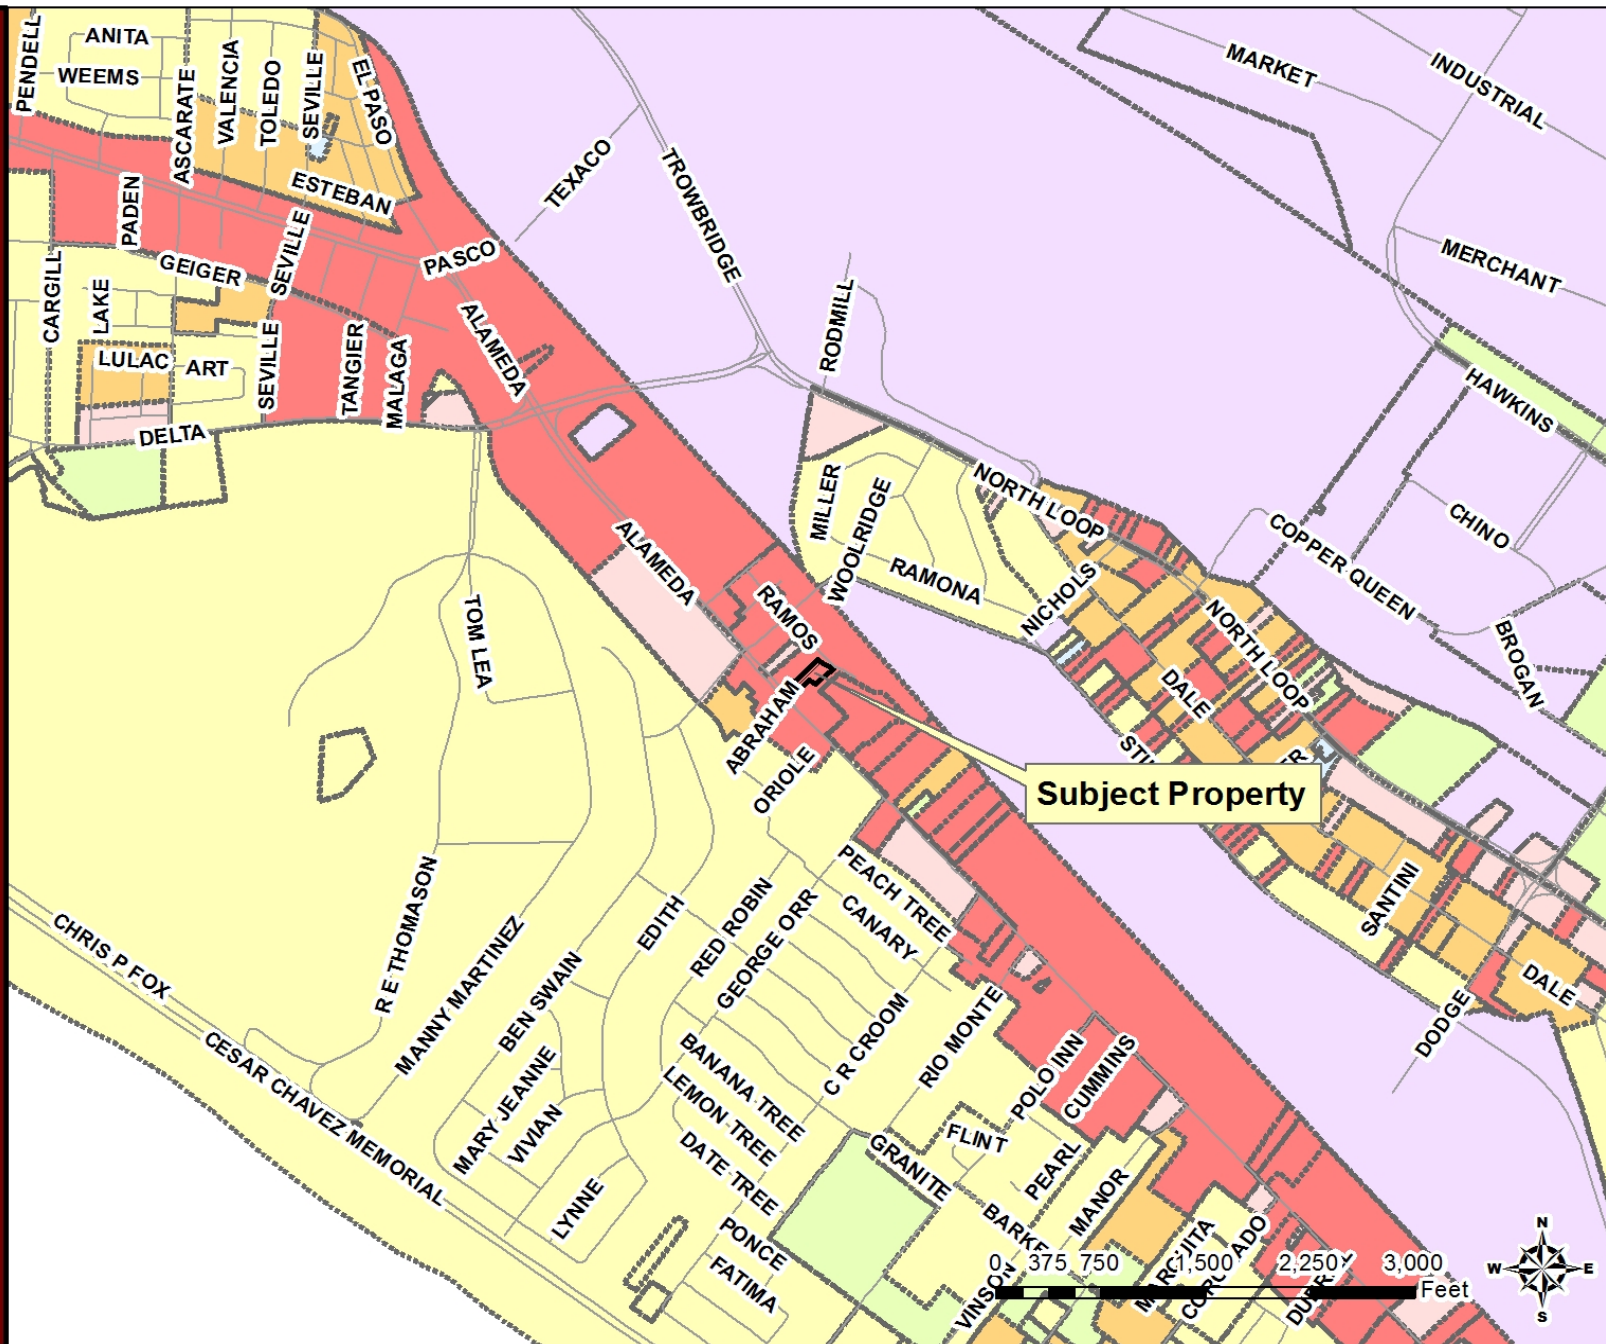 PENDELL
ANITA
WEEMS
ASCARATE
VALENCIA
TOLEDO
SEVILLE
EL PASO
MARKET
INDUSTRIAL
TEXACO
TROWBRIDGE
PADEN
ESTEBAN
SEVILLE
PASCO
MERCHANT
CARGILL
LAKE
GEIGER
ALAMEDA
RODMILL
LULAC
ART
SEVILLE
TANGIER
MALAGA
DELTA
HAWKINS
MILLER
WOOLRIDGE
NORTH LOOP
CHINO
ALAMEDA
RAMONA
COPPER QUEEN
TOM LEA
RAMOS
NICHOLS
NORTH LOOP
BROGAN
DALE
ABRAHAM
ORIOLE
Subject Property
PEACH TREE
SANTINI
CHRIS P FOX
R E THOMASON
EDITH
RED ROBIN
GEORGE ORR
CANARY
MANNY MARTINEZ
BEN SWAIN
DALE
RIO MONTE
DODGE
C R CROOM
CESAR CHAVEZ MEMORIAL
MARY JEANNE
VIVIAN
BANANA TREE
LEMON TREE
DATE TREE
POLO INN
CUMMINS
FLINT
GRANITE
PEARL
MANOR
LYNNE
PONCE
FATIMA
VINSON
N
W E
S
0 375 750 1,500 2,250 3,000
Feet